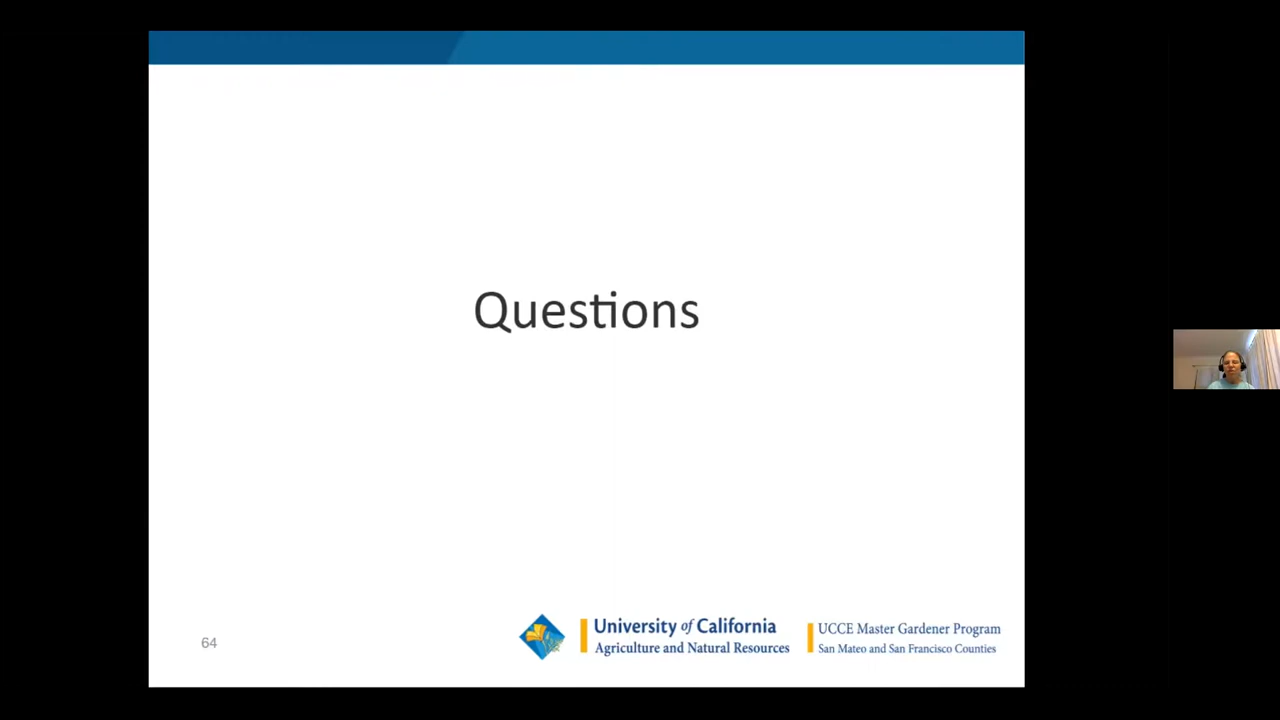 Questions
64
University of California
Agriculture and Natural Resources
UCCE Master Gardener Program
San Mateo and San Francisco Counties